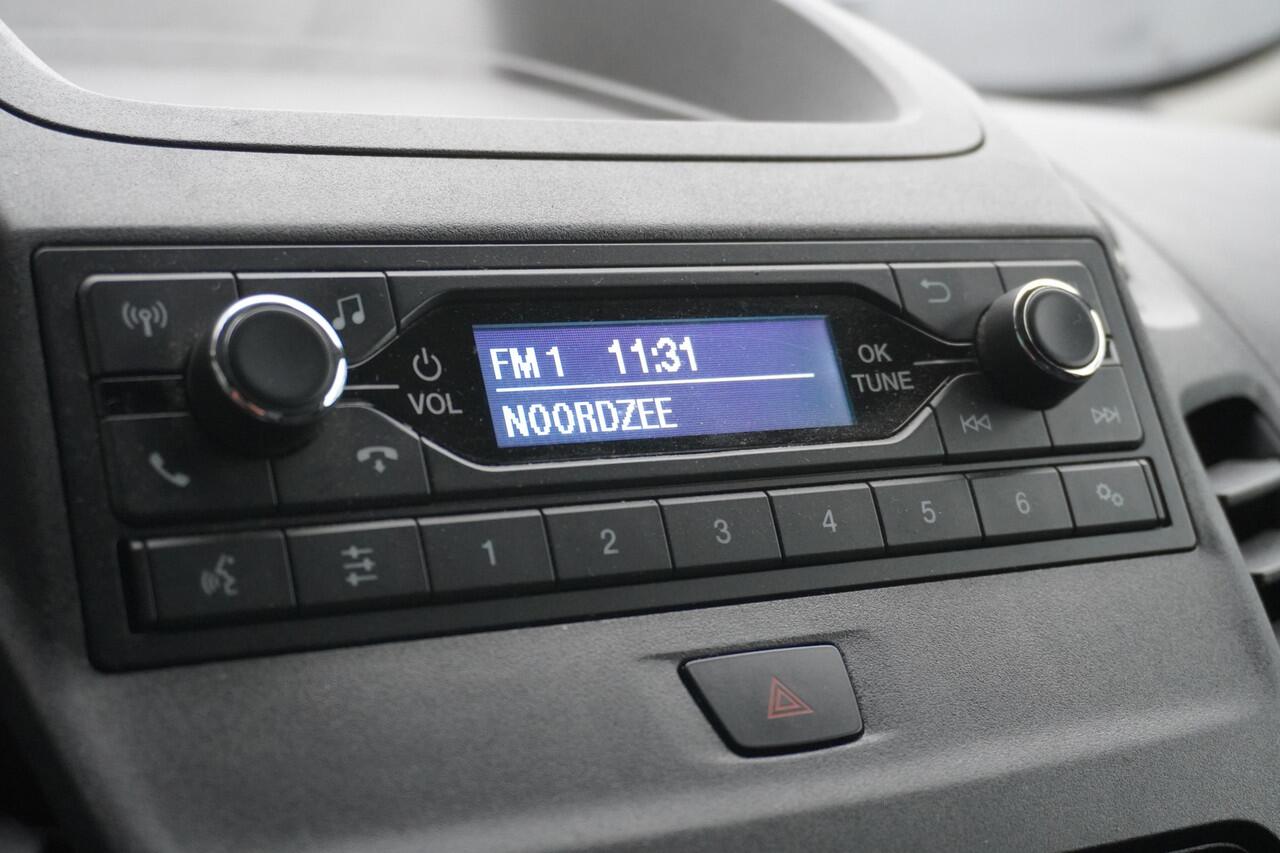 FM 1 11:31
NOORDZEE
VOL
OK
TUNE
1 2 3 4 5 6